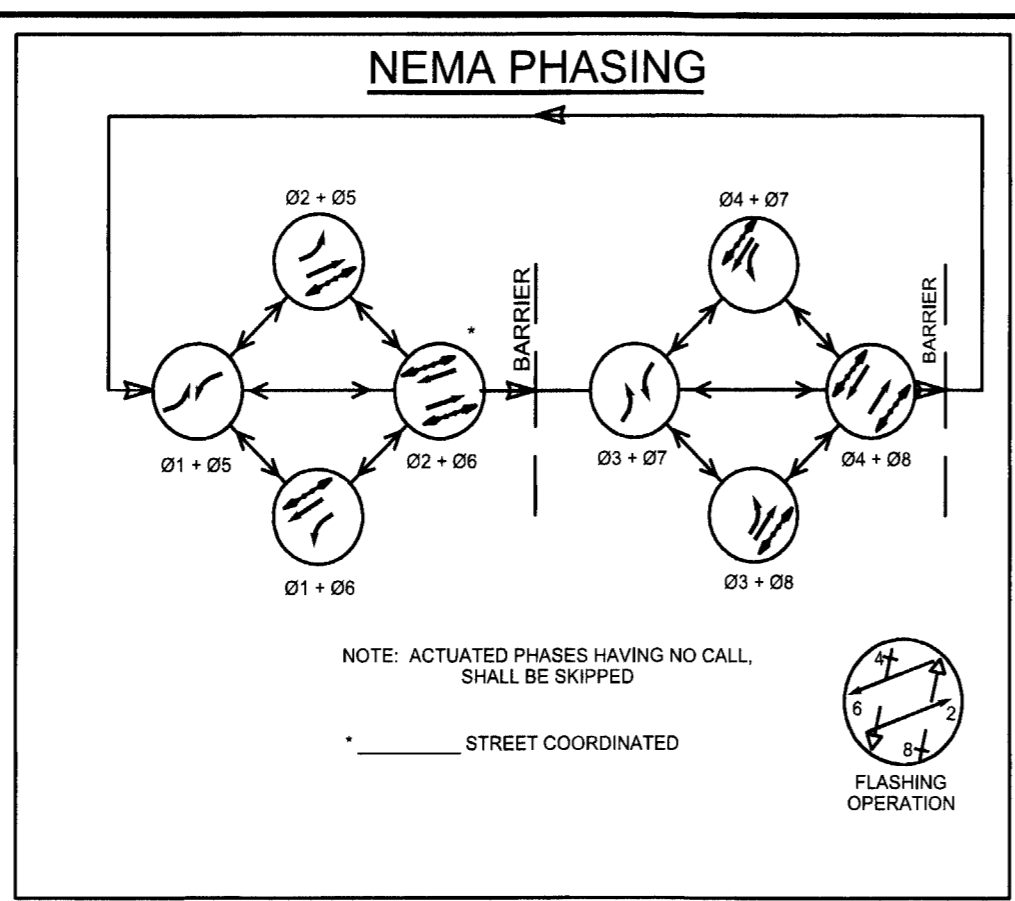 NEMA PHASING
Ø2 + Ø5
Ø4 + Ø7
BARRIER
BARRIER
*
Ø1 + Ø5
Ø2 + Ø6
Ø3 + Ø7
Ø4 + Ø8
Ø1 + Ø6
Ø3 + Ø8
NOTE: ACTUATED PHASES HAVING NO CALL,
SHALL BE SKIPPED
* __________ STREET COORDINATED
4
6
2
8
FLASHING
OPERATION